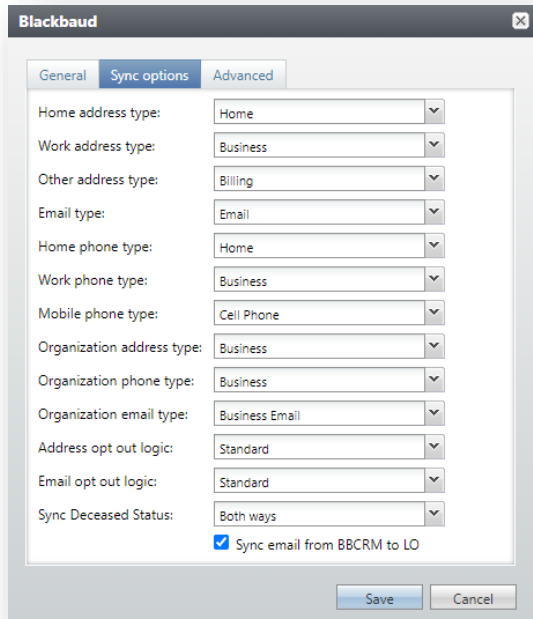 Blackbaud
General Sync options Advanced
Home address type: Home
Work address type: Business
Other address type: Billing
Email type: Email
Home phone type: Home
Work phone type: Business
Mobile phone type: Cell Phone
Organization address type: Business
Organization phone type: Business
Organization email type: Business Email
Address opt out logic: Standard
Email opt out logic: Standard
Sync Deceased Status: Both ways
Sync email from BBCRM to LO
Save Cancel